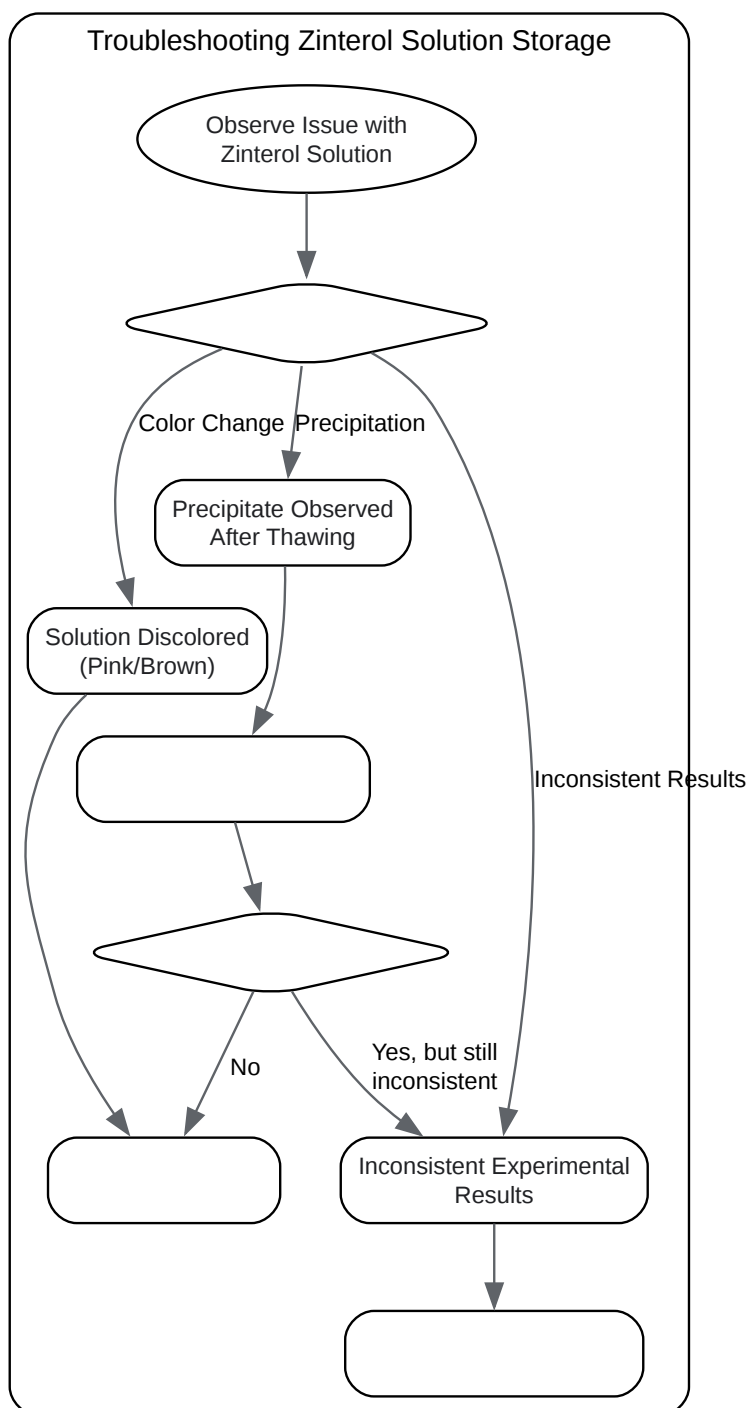 Troubleshooting Zinterol Solution Storage
Observe Issue with
Zinterol Solution
Color Change
Precipitation
Precipitate Observed
After Thawing
Solution Discolored
(Pink/Brown)
Inconsistent Results
No
Yes, but still
inconsistent
Inconsistent Experimental
Results